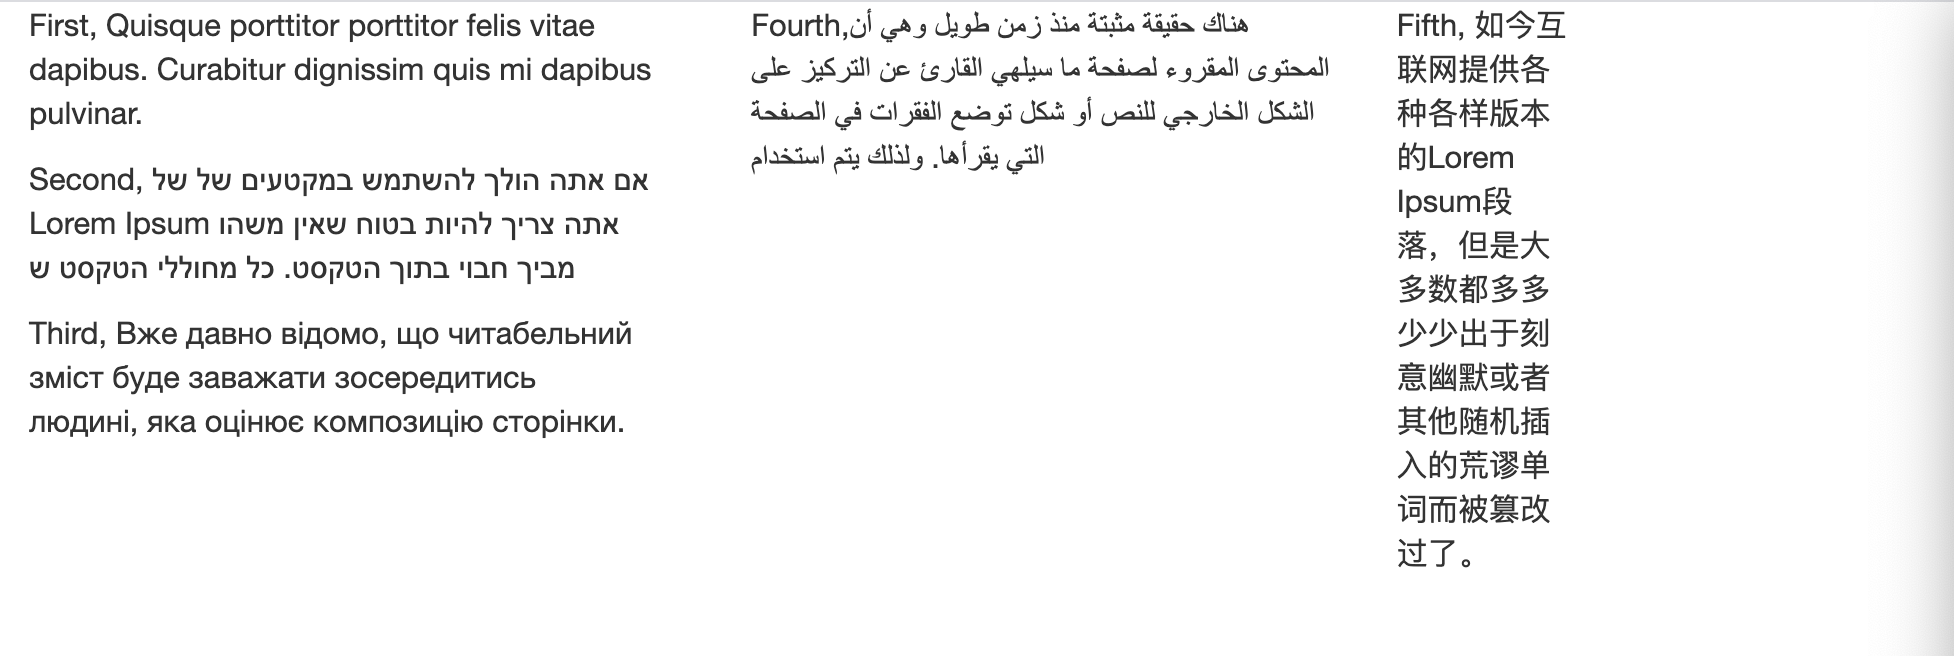 First, Quisque porttitor porttitor felis vitae
dapibus. Curabitur dignissim quis mi dapibus
pulvinar.
Second, אם אתה הולך להשתמש במקטעים של של
Lorem Ipsum אתה צריך להיות בטוח שאין משהו
מביך חבוי בתוך הטקסט. כל מחוללי הטקסט ש
Third, Вже давно відомо, що читабельний
зміст буде заважати зосередитись
людині, яка оцінює композицію сторінки.
Fourth,هناك حقيقة مثبتة منذ زمن طويل وهي أن
المحتوى المقروء لصفحة ما سيلهي القارئ عن التركيز على
الشكل الخارجي للنص أو شكل توضع الفقرات في الصفحة
التي يقرأها. ولذلك يتم استخدام
Fifth, 如今互
联网提供各
种各样版本
的Lorem
Ipsum段
落，但是大
多数都多多
少少出于刻
意幽默或者
其他随机插
入的荒谬单
词而被篡改
过了。